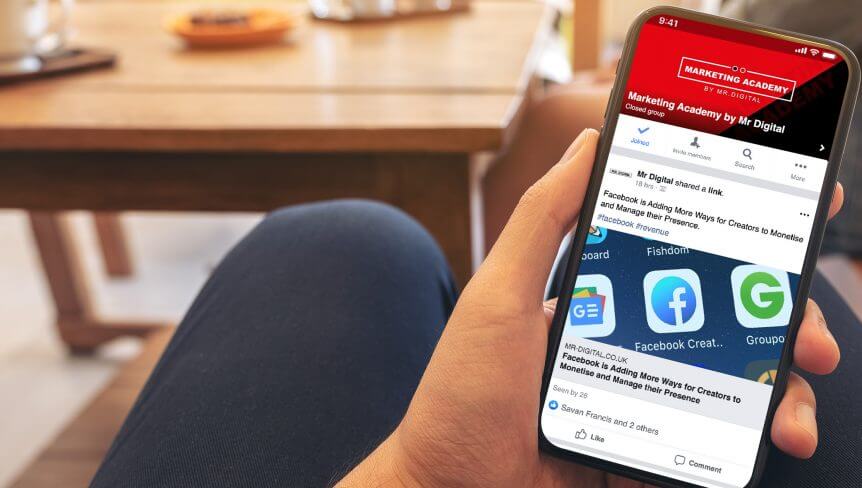 9:41
MARKETING ACADEMY
BY MR.DIGITAL
Marketing Academy by Mr Digital
Closed group
Joined
Invite members
Search
More
Mr Digital shared a link.
18 hrs
Facebook is Adding More Ways for Creators to Monetise
and Manage their Presence.
#facebook #revenue
board
Fishdom
GE
f
G
Facebook Creat..
Groupo
MR-DIGITAL.CO.UK
Facebook is Adding More Ways for Creators to
Monetise and Manage their Presence
Seen by 26
Savan Francis and 2 others
Like
Comment